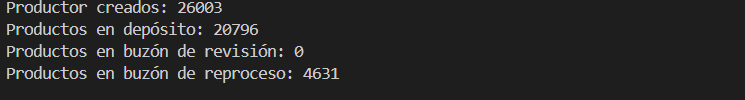 Productor creados: 26003
Productos en depósito: 20796
Productos en buzón de revisión: 0
Productos en buzón de reproceso: 4631